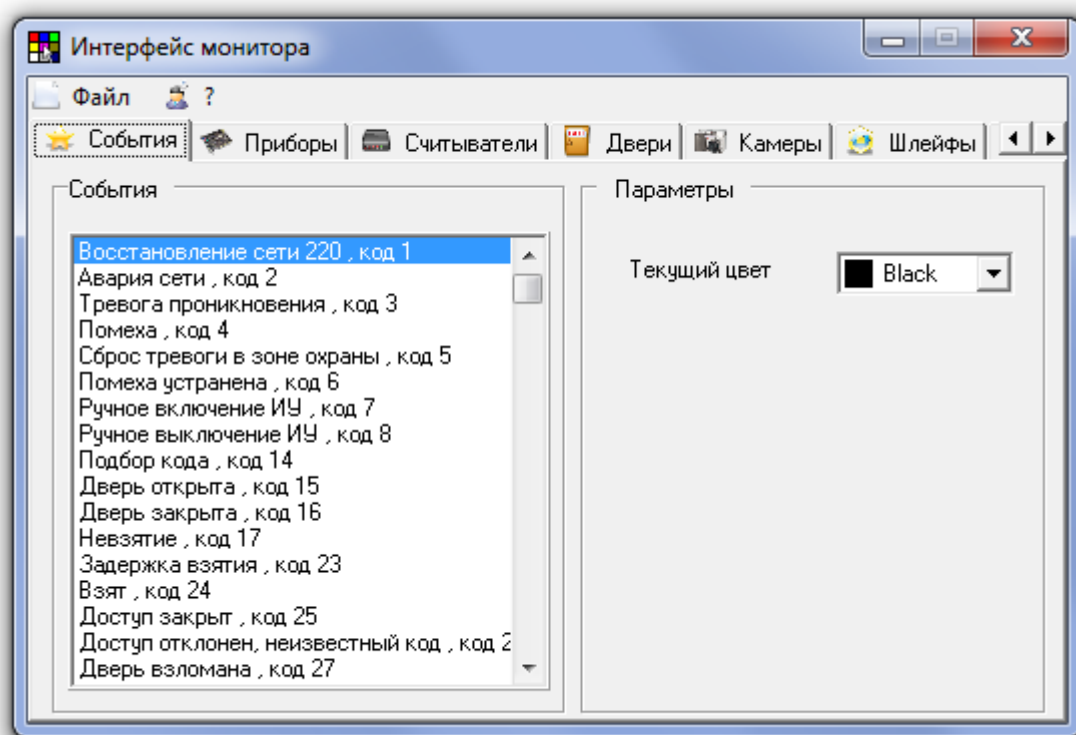 Интерфейс монитора
Файл ?
События Приборы Считыватели Двери Камеры Шлейфы
События
Параметры
Восстановление сети 220 , код 1
Авария сети , код 2
Тревога проникновения , код 3
Помеха , код 4
Сброс тревоги в зоне охраны , код 5
Помеха устранена , код 6
Ручное включение ИУ , код 7
Ручное выключение ИУ , код 8
Подбор кода , код 14
Дверь открыта , код 15
Дверь закрыта , код 16
Невзятие , код 17
Задержка взятия , код 23
Взят , код 24
Доступ закрыт , код 25
Доступ отклонен, неизвестный код , код 2
Дверь взломана , код 27
Текущий цвет
Black